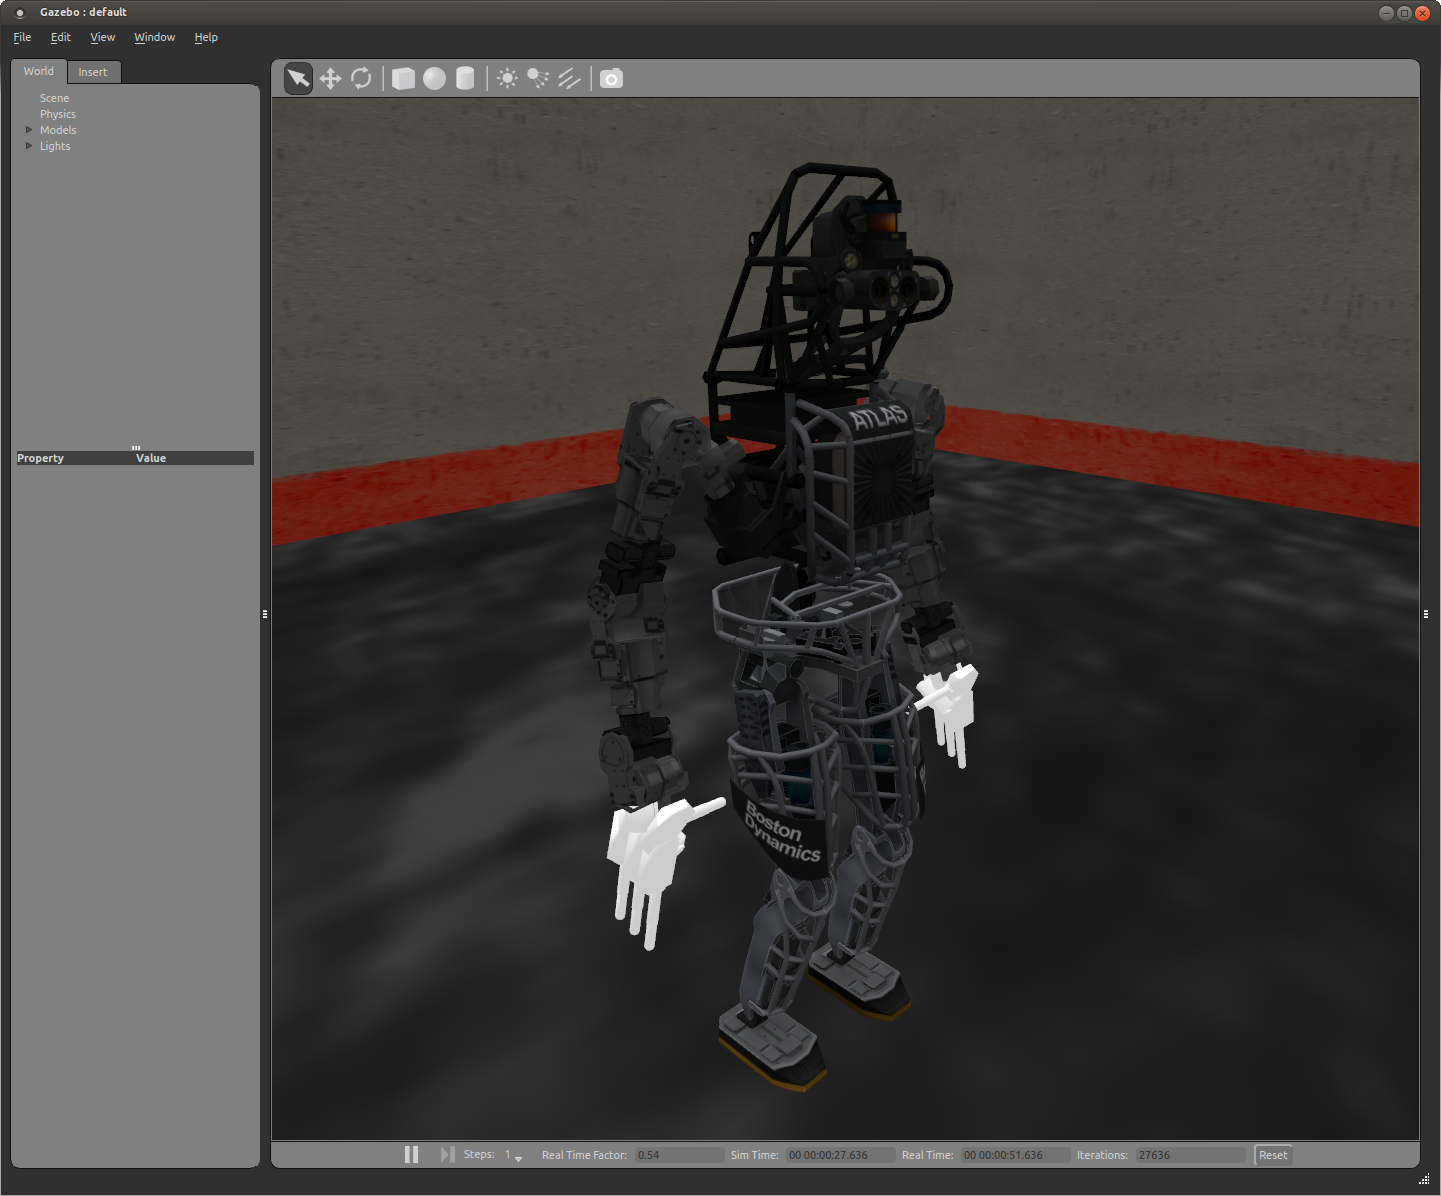 Gazebo : default
File Edit View Window Help
World Insert
Scene
Physics
Models
Lights
Property Value
ATLAS
Boston
Dynamics
Steps: 1 Real Time Factor: 0.54 Sim Time: 00 00:00:27.636 Real Time: 00 00:00:51.636 Iterations: 27636 Reset